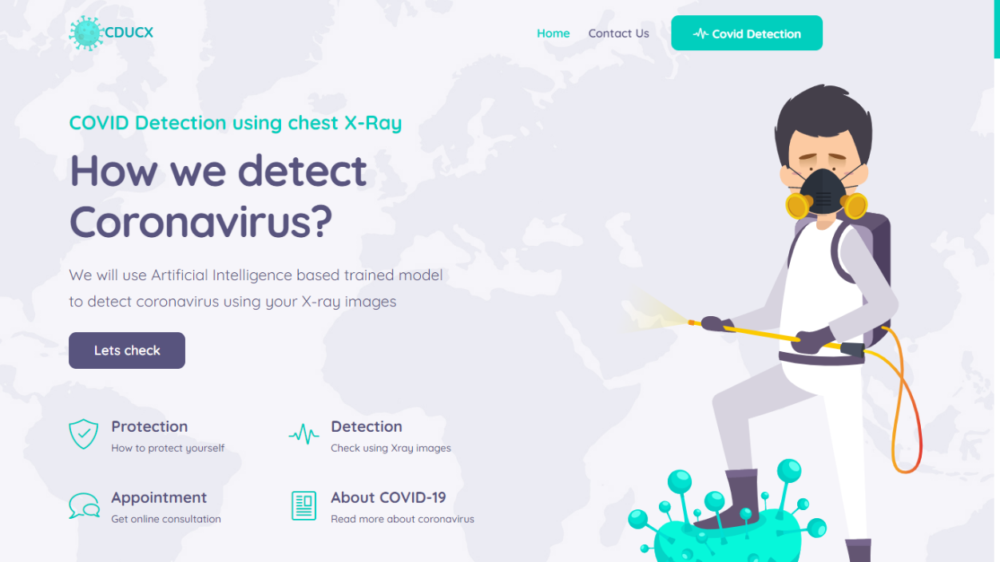 CDUCX
Home
Contact Us
Covid Detection
COVID Detection using chest X-Ray
How we detect
Coronavirus?
We will use Artificial Intelligence based trained model
to detect coronavirus using your X-ray images
Lets check
Protection
How to protect yourself
Detection
Check using Xray images
Appointment
Get online consultation
About COVID-19
Read more about coronavirus